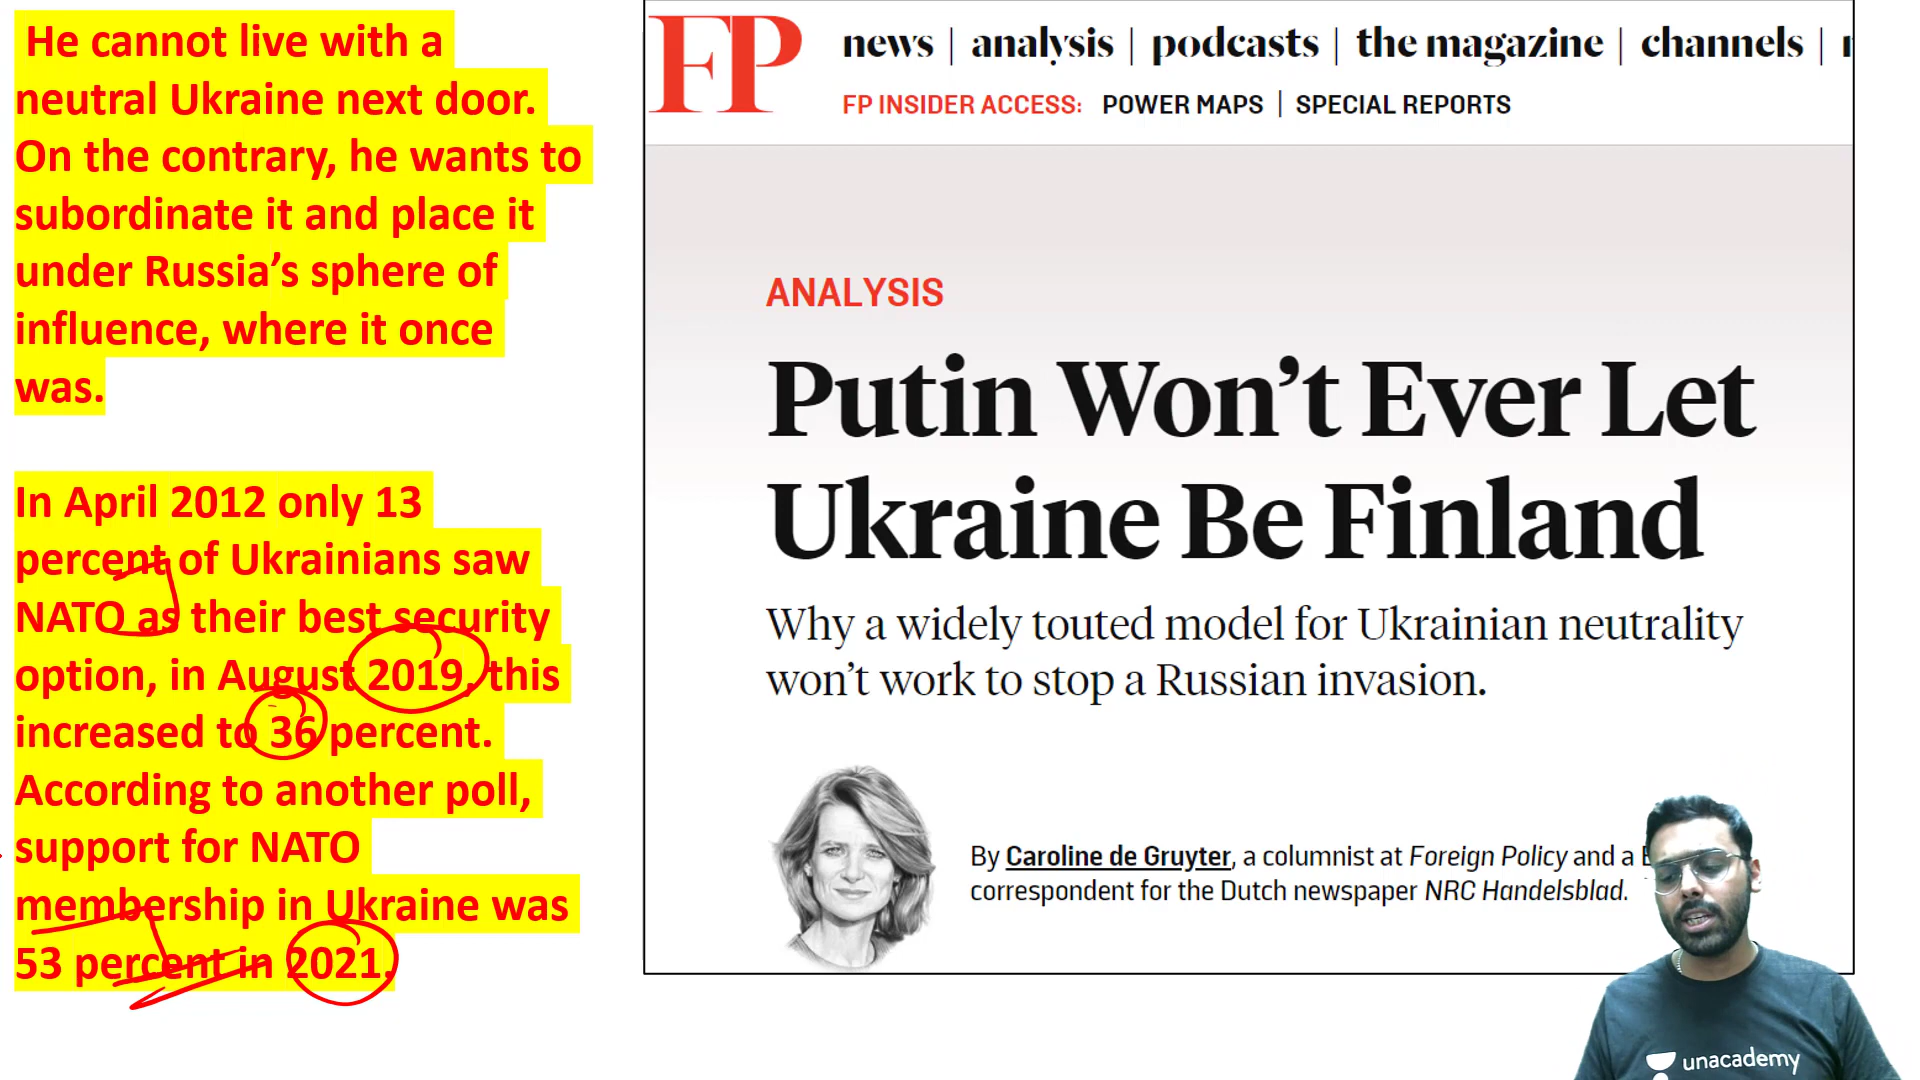 He cannot live with a
neutral Ukraine next door.
On the contrary, he wants to
subordinate it and place it
under Russia’s sphere of
influence, where it once
was.
In April 2012 only 13
percent of Ukrainians saw
NATO as their best security
option, in August 2019, this
increased to 36 percent.
According to another poll,
support for NATO
membership in Ukraine was
53 percent in 2021.
FP
news | analysis | podcasts | the magazine | channels |
FP INSIDER ACCESS: POWER MAPS | SPECIAL REPORTS
ANALYSIS
Putin Won’t Ever Let
Ukraine Be Finland
Why a widely touted model for Ukrainian neutrality
won’t work to stop a Russian invasion.
By Caroline de Gruyter, a columnist at Foreign Policy and a
correspondent for the Dutch newspaper NRC Handelsblad.
unacademy